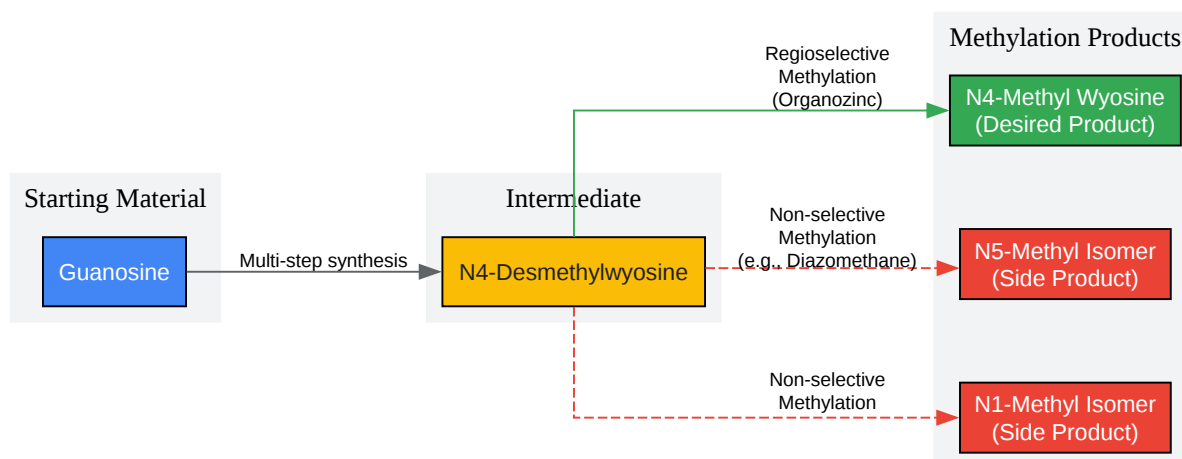 Methylation Products
Regioselective
Methylation
(Organozinc)
N4-Methyl Wyosine
(Desired Product)
Starting Material
Intermediate
Guanosine
Multi-step synthesis
N4-Desmethylwyosine
Non-selective
Methylation
(e.g., Diazomethane)
N5-Methyl Isomer
(Side Product)
Non-selective
Methylation
N1-Methyl Isomer
(Side Product)